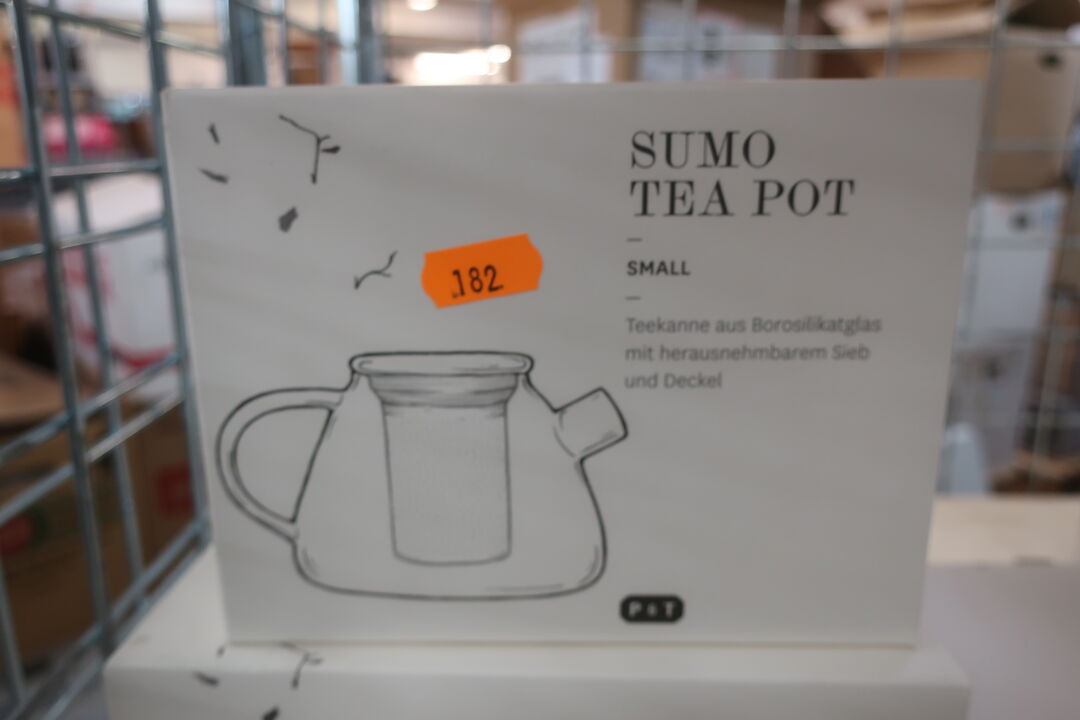 SUMO
TEA POT
SMALL
Teekanne aus Borosilikatglas
mit herausnehmbarem Sieb
und Deckel
182
P & T